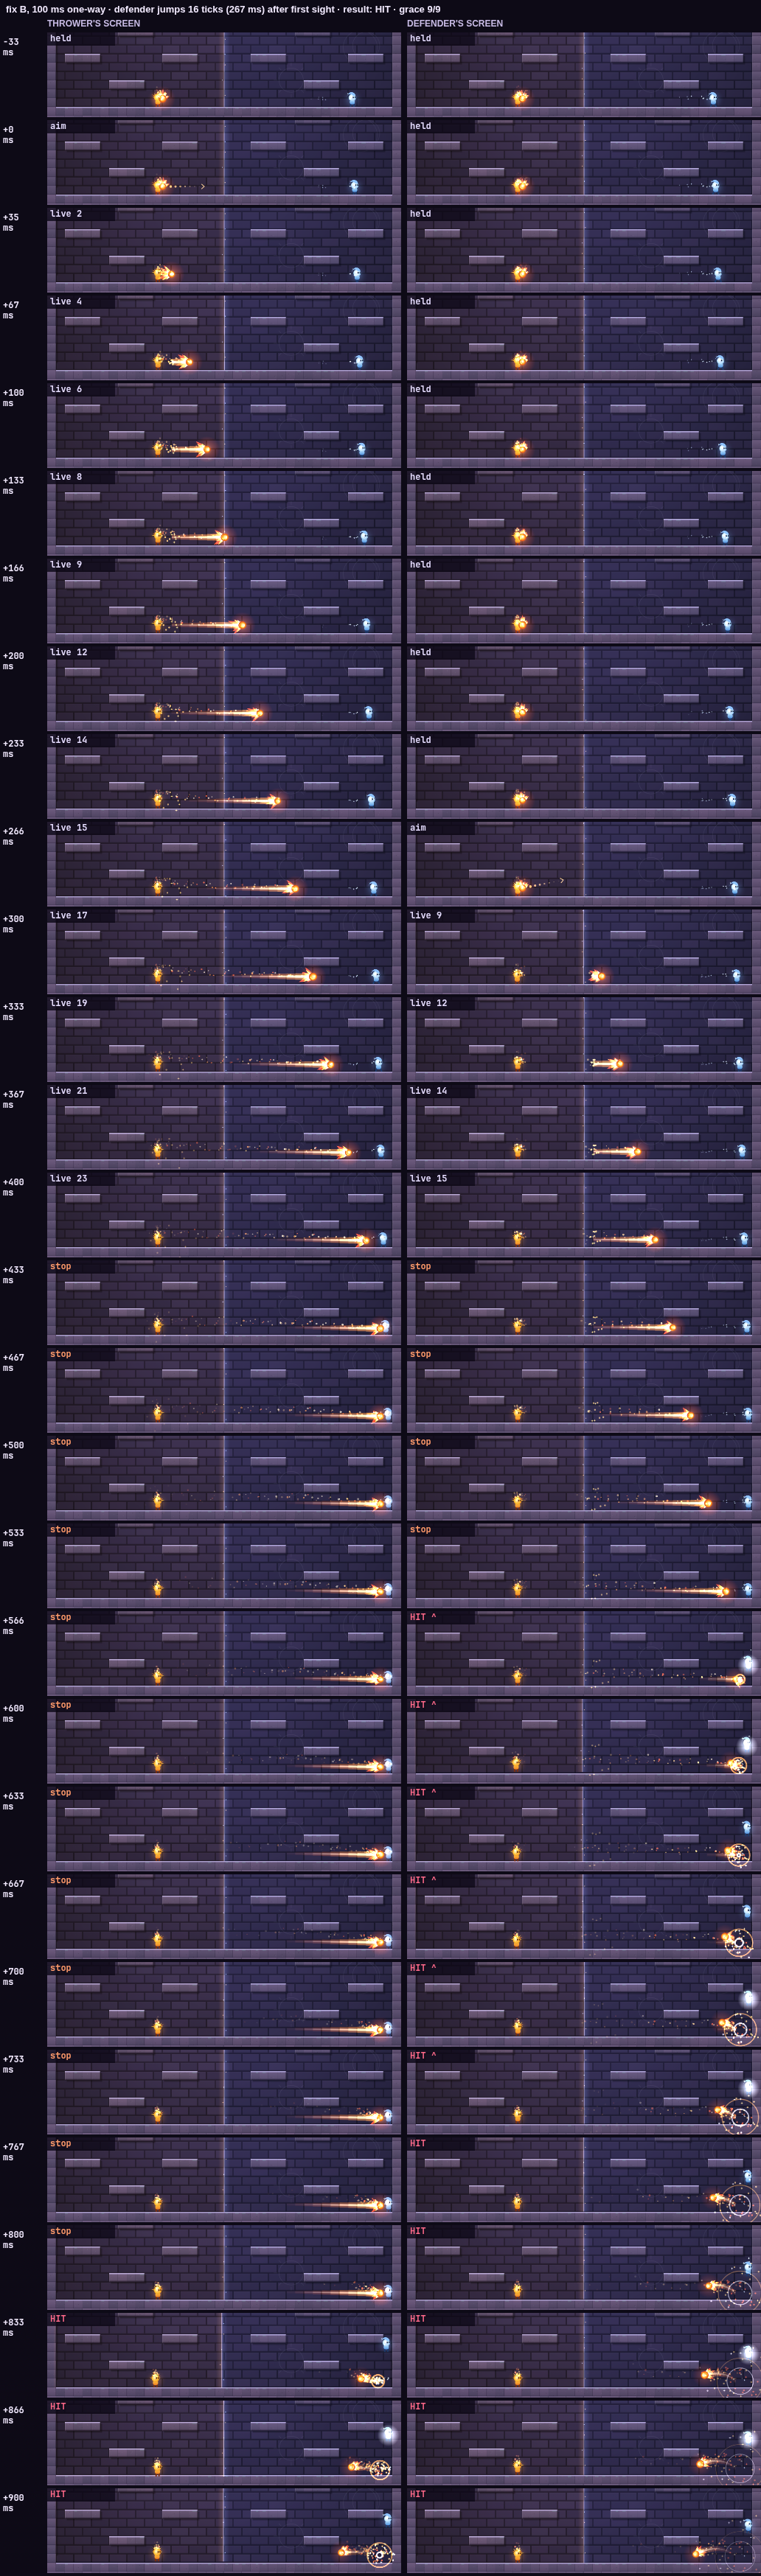 fix B, 100 ms one-way · defender jumps 16 ticks (267 ms) after first sight · result: HIT · grace 9/9
THROWER'S SCREEN DEFENDER'S SCREEN
-33 ms held held
+0 ms aim held
+35 ms live 2 held
+67 ms live 4 held
+100 ms live 6 held
+133 ms live 8 held
+166 ms live 9 held
+200 ms live 12 held
+233 ms live 14 held
+266 ms live 15 aim
+300 ms live 17 live 9
+333 ms live 19 live 12
+367 ms live 21 live 14
+400 ms live 23 live 15
+433 ms stop stop
+467 ms stop stop
+500 ms stop stop
+533 ms stop stop
+566 ms stop HIT ^
+600 ms stop HIT ^
+633 ms stop HIT ^
+667 ms stop HIT ^
+700 ms stop HIT ^
+733 ms stop HIT ^
+767 ms stop HIT
+800 ms stop HIT
+833 ms HIT HIT
+866 ms HIT HIT
+900 ms HIT HIT